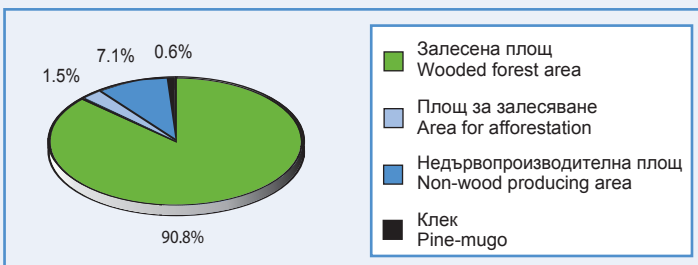 7.1% 0.6%
1.5%
90.8%
Залесена площ
Wooded forest area
Площ за залесяване
Area for afforestation
Недървопроизводителна площ
Non-wood producing area
Клек
Pine-mugo